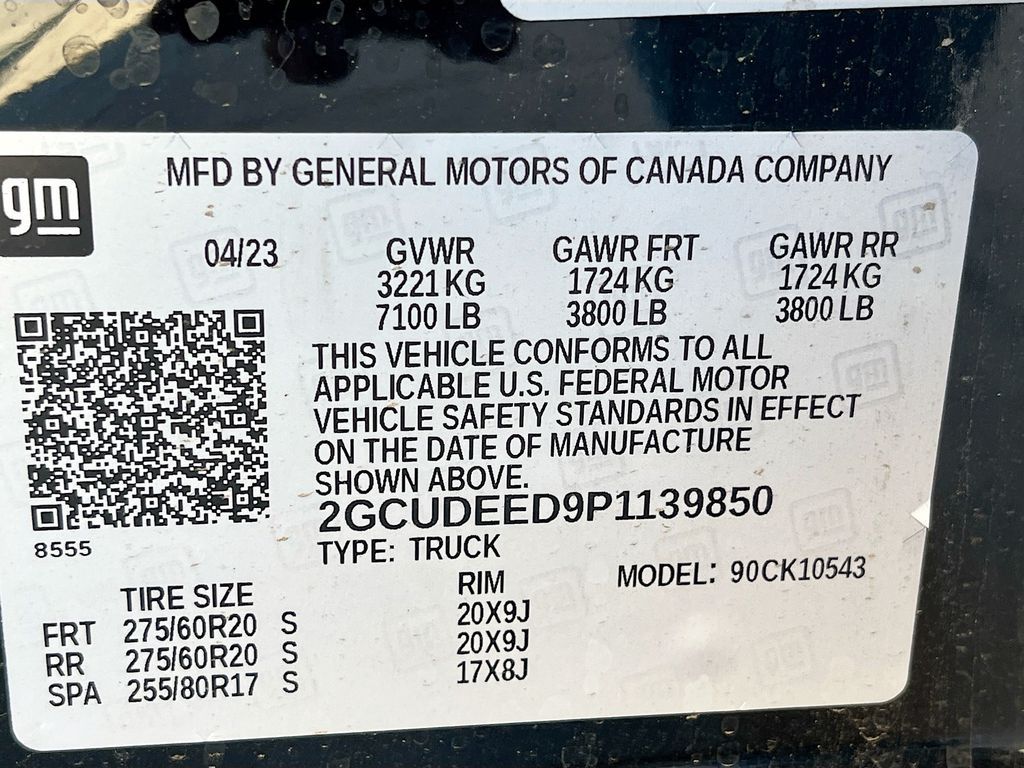 gm
MFD BY GENERAL MOTORS OF CANADA COMPANY
04/23 GVWR GAWR FRT GAWR RR
3221 KG 1724 KG 1724 KG
7100 LB 3800 LB 3800 LB
THIS VEHICLE CONFORMS TO ALL
APPLICABLE U.S. FEDERAL MOTOR
VEHICLE SAFETY STANDARDS IN EFFECT
ON THE DATE OF MANUFACTURE
SHOWN ABOVE.
2GCUDEED9P1139850
8555
TYPE: TRUCK
MODEL: 90CK10543
TIRE SIZE RIM
FRT 275/60R20 S 20X9J
RR 275/60R20 S 20X9J
SPA 255/80R17 S 17X8J